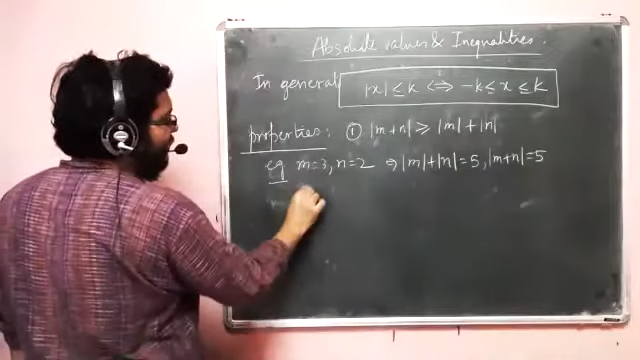 Absolute values & Inequalities.
In general |x| ≤ k ⟺ -k ≤ x ≤ k
properties: ① |m+n| ≥ |m|+|n|
eg m=3, n=2 ⇒ |m|+|n|=5, |m+n|=5